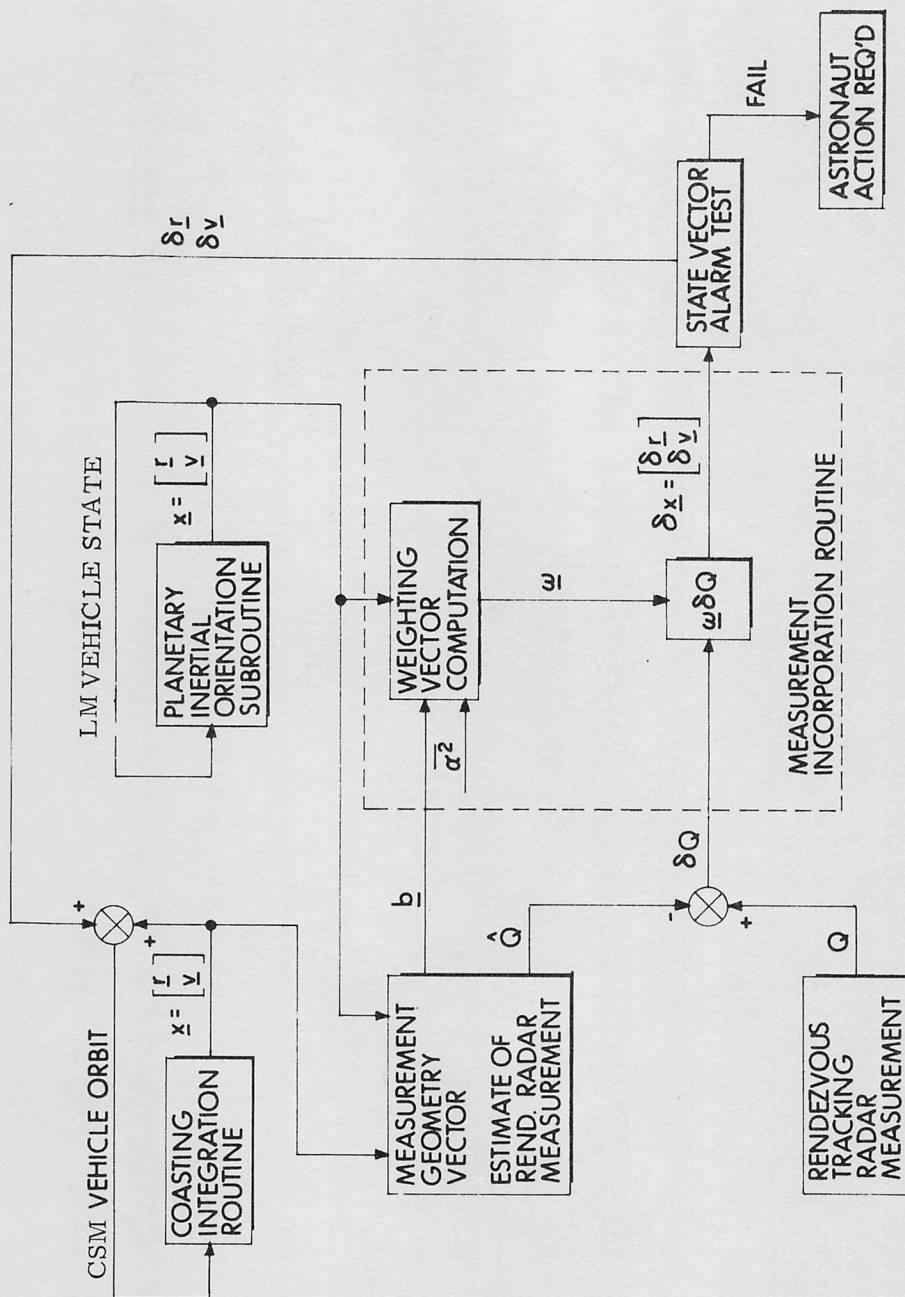 CSM VEHICLE ORBIT
COASTING
INTEGRATION
ROUTINE
x = [ r
v ]
+
+
LM VEHICLE STATE
PLANETARY
INERTIAL
ORIENTATION
SUBROUTINE
x = [ r
v ]
δr
δv
MEASUREMENT
GEOMETRY
VECTOR
ESTIMATE OF
REND. RADAR
MEASUREMENT
b
Q̂
α²
WEIGHTING
VECTOR
COMPUTATION
ω
RENDEZVOUS
TRACKING
RADAR
MEASUREMENT
Q
-
+
δQ
ωδQ
δx = [ δr
δv ]
MEASUREMENT
INCORPORATION ROUTINE
STATE VECTOR
ALARM TEST
FAIL
ASTRONAUT
ACTION REQ'D